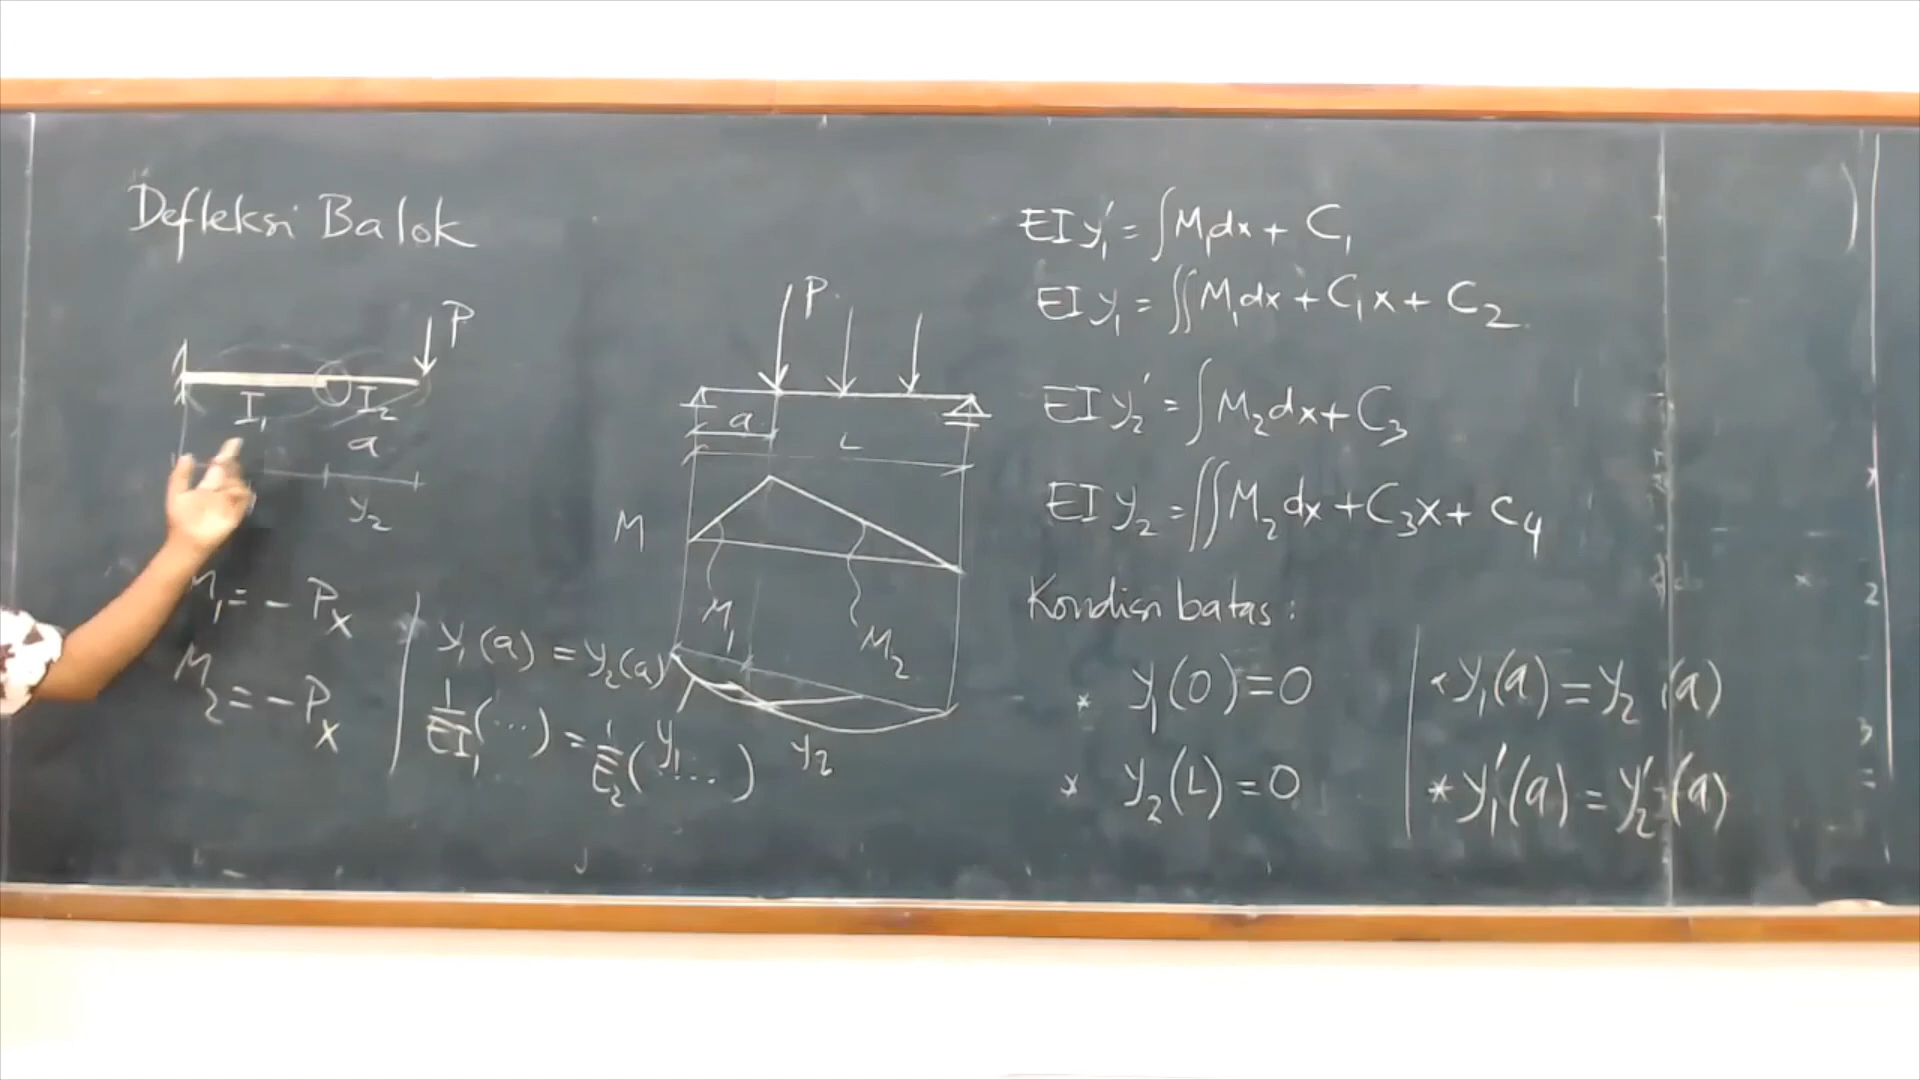 Defleksi Balok
P
I₁ I₂
a
y₂
M₁ = - Px
M₂ = - Px
y₁(a) = y₂(a)
1/EI₁ (...) = 1/E₂ (...)
P
a
L
M
M₁
M₂
y₁
y₂
EI y₁' = ∫M₁dx + C₁
EI y₁ = ∬M₁dx + C₁x + C₂
EI y₂' = ∫M₂dx + C₃
EI y₂ = ∬M₂dx + C₃x + C₄
Kondisi batas :
* y₁(0) = 0
* y₂(L) = 0
* y₁(a) = y₂(a)
* y₁'(a) = y₂'(a)
2
3